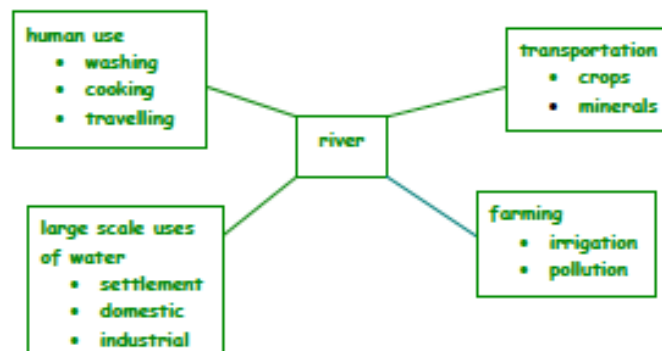 human use
• washing
• cooking
• travelling
transportation
• crops
• minerals
river
large scale uses
of water
• settlement
• domestic
• industrial
farming
• irrigation
• pollution